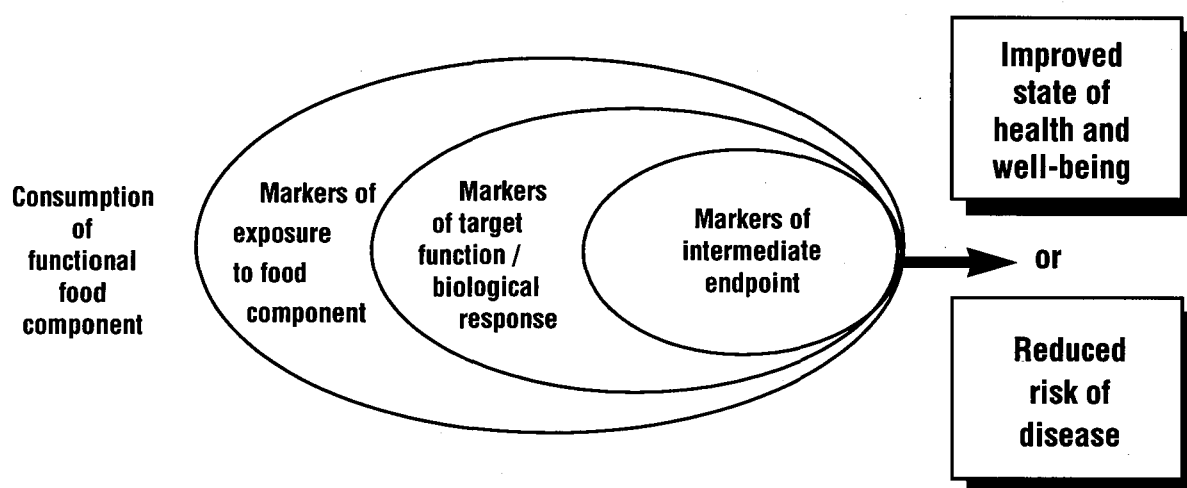 Consumption
of
functional
food
component
Markers of
exposure
to food
component
Markers
of target
function /
biological
response
Markers of
intermediate
endpoint
Improved
state of
health and
well-being
or
Reduced
risk of
disease